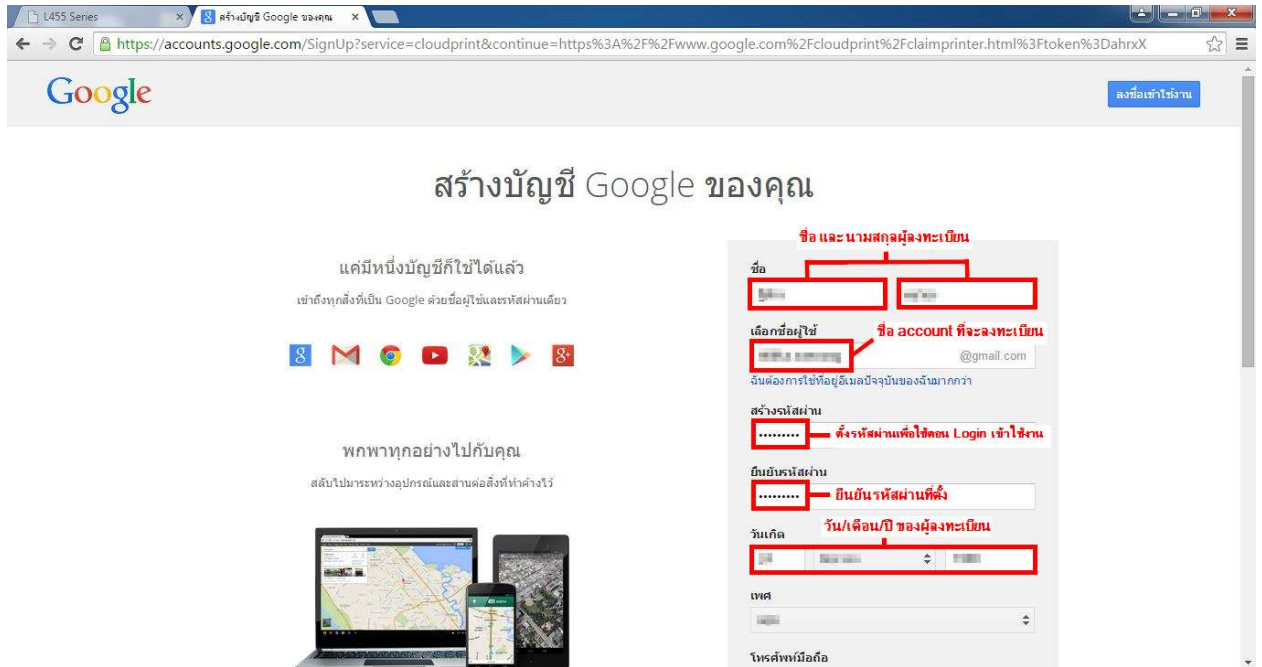 L455 Series
สร้างบัญชี Google ของคุณ
https://accounts.google.com/SignUp?service=cloudprint&continue=https%3A%2F%2Fwww.google.com%2Fcloudprint%2Fclaimprinter.html%3Ftoken%3DahrxX
Google
ลงชื่อเข้าใช้งาน
สร้างบัญชี Google ของคุณ
แค่มีหนึ่งบัญชีก็ใช้ได้แล้ว
เข้าถึงทุกสิ่งที่เป็น Google ด้วยชื่อผู้ใช้และรหัสผ่านเดียว
พกพาทุกอย่างไปกับคุณ
สลับไปมาระหว่างอุปกรณ์และสานต่อสิ่งที่ทำค้างไว้
ชื่อ และ นามสกุลผู้ลงทะเบียน
ชื่อ
เลือกชื่อผู้ใช้
ชื่อ account ที่จะลงทะเบียน
@gmail.com
ฉันต้องการใช้ที่อยู่อีเมลปัจจุบันของฉันมากกว่า
สร้างรหัสผ่าน
ตั้งรหัสผ่านเพื่อใช้ตอน Login เข้าใช้งาน
ยืนยันรหัสผ่าน
ยืนยันรหัสผ่านที่ตั้ง
วัน/เดือน/ปี ของผู้ลงทะเบียน
วันเกิด
เพศ
โทรศัพท์มือถือ